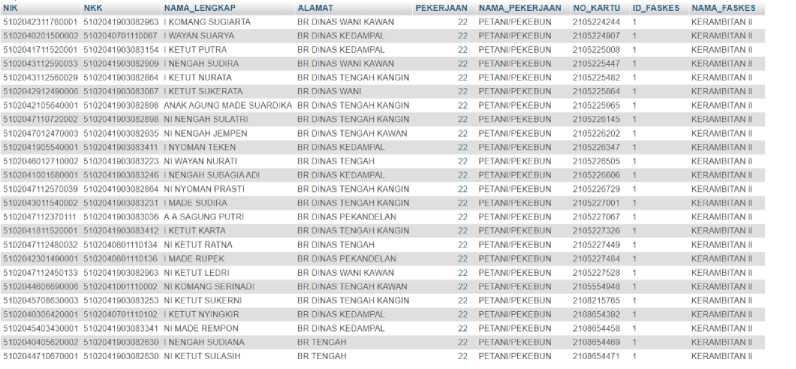 NIK NKK NAMA_LENGKAP ALAMAT PEKERJAAN NAMA_PEKERJAAN NO_KARTU ID_FASKES NAMA_FASKES
5102042311760001 5102041903082963 I KOMANG SUGIARTA BR DINAS WANI KAWAN 22 PETANI/PEKEBUN 2105224244 1 KERAMBITAN II
5102040201500002 5102040701110067 I WAYAN SUARYA BR DINAS KEDAMPAL 22 PETANI/PEKEBUN 2105224907 1 KERAMBITAN II
5102041711520001 5102041903083154 I KETUT PUTRA BR DINAS KEDAMPAL 22 PETANI/PEKEBUN 2105225008 1 KERAMBITAN II
5102043112590033 5102041903082909 I NENGAH SUDIRA BR DINAS WANI KAWAN 22 PETANI/PEKEBUN 2105225447 1 KERAMBITAN II
5102043112560029 5102041903082864 I KETUT NURATA BR DINAS TENGAH KANGIN 22 PETANI/PEKEBUN 2105225482 1 KERAMBITAN II
5102042912490006 5102041903083067 I KETUT SUKERATA BR DINAS WANI 22 PETANI/PEKEBUN 2105225864 1 KERAMBITAN II
5102042105640001 5102041903082898 ANAK AGUNG MADE SUARDIKA BR DINAS TENGAH KANGIN 22 PETANI/PEKEBUN 2105225965 1 KERAMBITAN II
5102047110720002 5102041903082898 NI NENGAH SULATRI BR DINAS TENGAH KANGIN 22 PETANI/PEKEBUN 2105226145 1 KERAMBITAN II
5102047012470003 5102041903082935 NI NENGAH JEMPEN BR DINAS TENGAH KAWAN 22 PETANI/PEKEBUN 2105226202 1 KERAMBITAN II
5102041905540001 5102041903083411 I NYOMAN TEKEN BR DINAS KEDAMPAL 22 PETANI/PEKEBUN 2105226347 1 KERAMBITAN II
5102046012710002 5102041903083223 NI WAYAN NURATI BR DINAS TENGAH 22 PETANI/PEKEBUN 2105226505 1 KERAMBITAN II
5102041001680001 5102041903083246 I NENGAH SUBAGIA ADI BR DINAS KEDAMPAL 22 PETANI/PEKEBUN 2105226606 1 KERAMBITAN II
5102047112570039 5102041903082864 NI NYOMAN PRASTI BR DINAS TENGAH KANGIN 22 PETANI/PEKEBUN 2105226729 1 KERAMBITAN II
5102043011540002 5102041903083231 I MADE SUDIRA BR DINAS TENGAH KANGIN 22 PETANI/PEKEBUN 2105227001 1 KERAMBITAN II
5102047112370111 5102041903083036 A A SAGUNG PUTRI BR DINAS PEKANDELAN 22 PETANI/PEKEBUN 2105227067 1 KERAMBITAN II
5102041811520001 5102041903083412 I KETUT KARTA BR DINAS TENGAH KANGIN 22 PETANI/PEKEBUN 2105227326 1 KERAMBITAN II
5102047112480032 5102040801110134 NI KETUT RATNA BR DINAS TENGAH 22 PETANI/PEKEBUN 2105227449 1 KERAMBITAN II
5102042301490001 5102040801110136 I MADE RUPEK BR DINAS PEKANDELAN 22 PETANI/PEKEBUN 2105227484 1 KERAMBITAN II
5102047112450133 5102041903082963 NI KETUT LEDRI BR DINAS WANI KAWAN 22 PETANI/PEKEBUN 2105227528 1 KERAMBITAN II
5102044606690006 5102041001110002 NI KOMANG SERINADI BR DINAS TENGAH KAWAN 22 PETANI/PEKEBUN 2105554948 1 KERAMBITAN II
5102045708630003 5102041903083253 NI KETUT SUKERNI BR DINAS TENGAH KANGIN 22 PETANI/PEKEBUN 2108215765 1 KERAMBITAN II
5102040306420001 5102040701110102 I KETUT NYINGKIR BR DINAS KEDAMPAL 22 PETANI/PEKEBUN 2108654392 1 KERAMBITAN II
5102045403430001 5102041903083341 NI MADE REMPON BR DINAS KEDAMPAL 22 PETANI/PEKEBUN 2108654458 1 KERAMBITAN II
5102040405620002 5102041903082630 I NENGAH SUDIANA BR TENGAH 22 PETANI/PEKEBUN 2108654469 1 KERAMBITAN II
5102044710670001 5102041903082630 NI KETUT SULASIH BR TENGAH 22 PETANI/PEKEBUN 2108654471 1 KERAMBITAN II